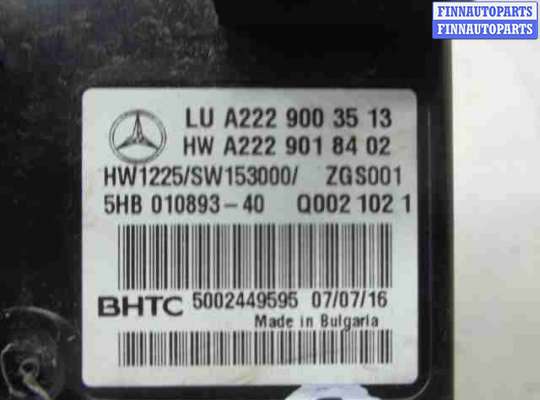 FINNAUTOPARTS
FINNAUTOPARTS
LU A222 900 35 13
HW A222 901 84 02
HW1225/SW153000/ ZGS001
5HB 010893-40 Q002 102 1
BHTC 5002449595 07/07/16
Made in Bulgaria